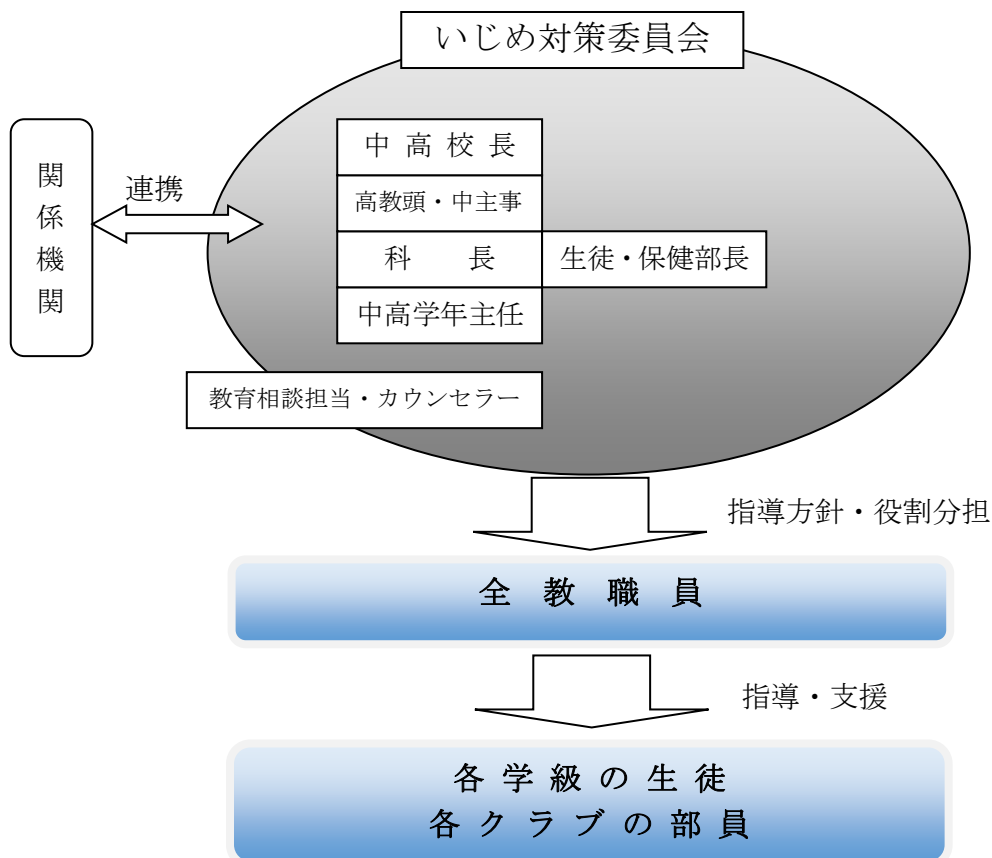 いじめ対策委員会
関係機関
連携
中高校長
高教頭・中主事
科　　長
生徒・保健部長
中高学年主任
教育相談担当・カウンセラー
指導方針・役割分担
全教職員
指導・支援
各学級の生徒
各クラブの部員